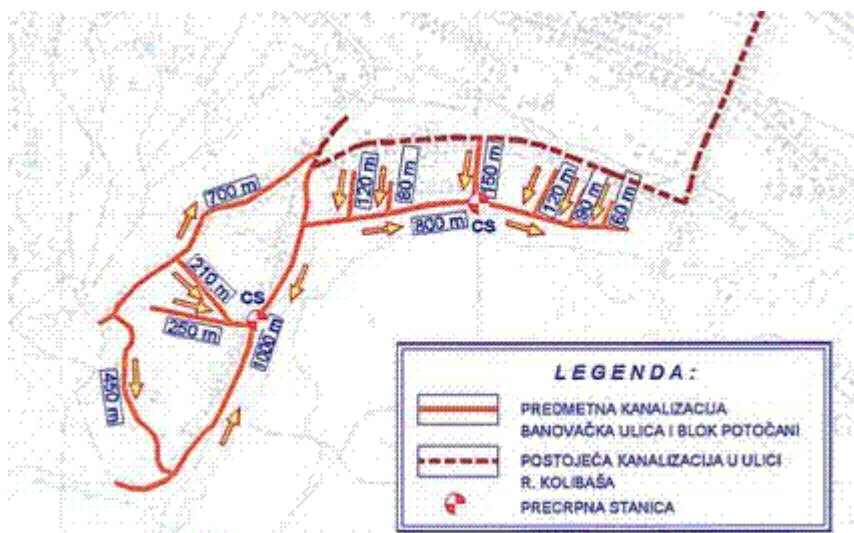 700 m
120 m
80 m
150 m
120 m
90 m
60 m
800 m
CS
210 m
CS
250 m
1000 m
450 m
LEGENDA:
PREDMETNA KANALIZACIJA
BANOVAČKA ULICA I BLOK POTOČANI
POSTOJEĆA KANALIZACIJA U ULICI
R. KOLIBAŠA
PRECRPNA STANICA